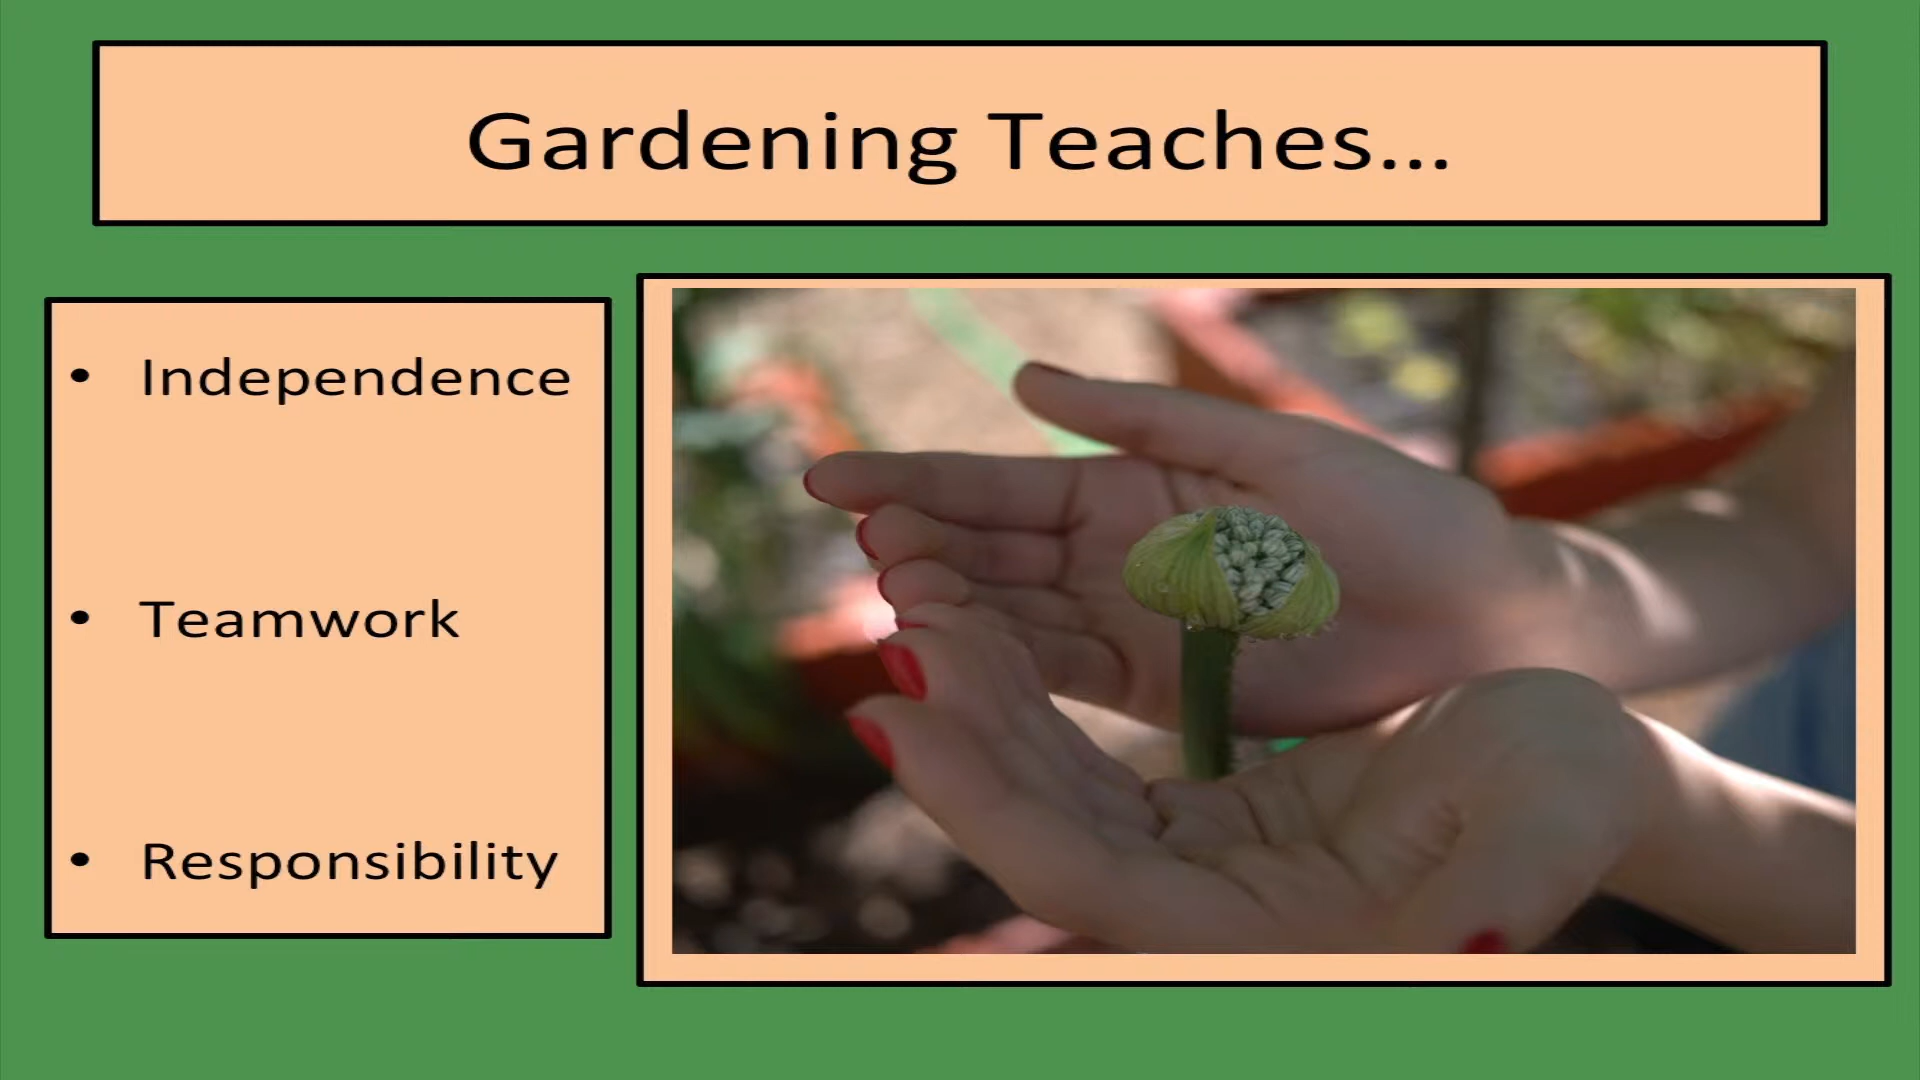 Gardening Teaches...
• Independence
• Teamwork
• Responsibility